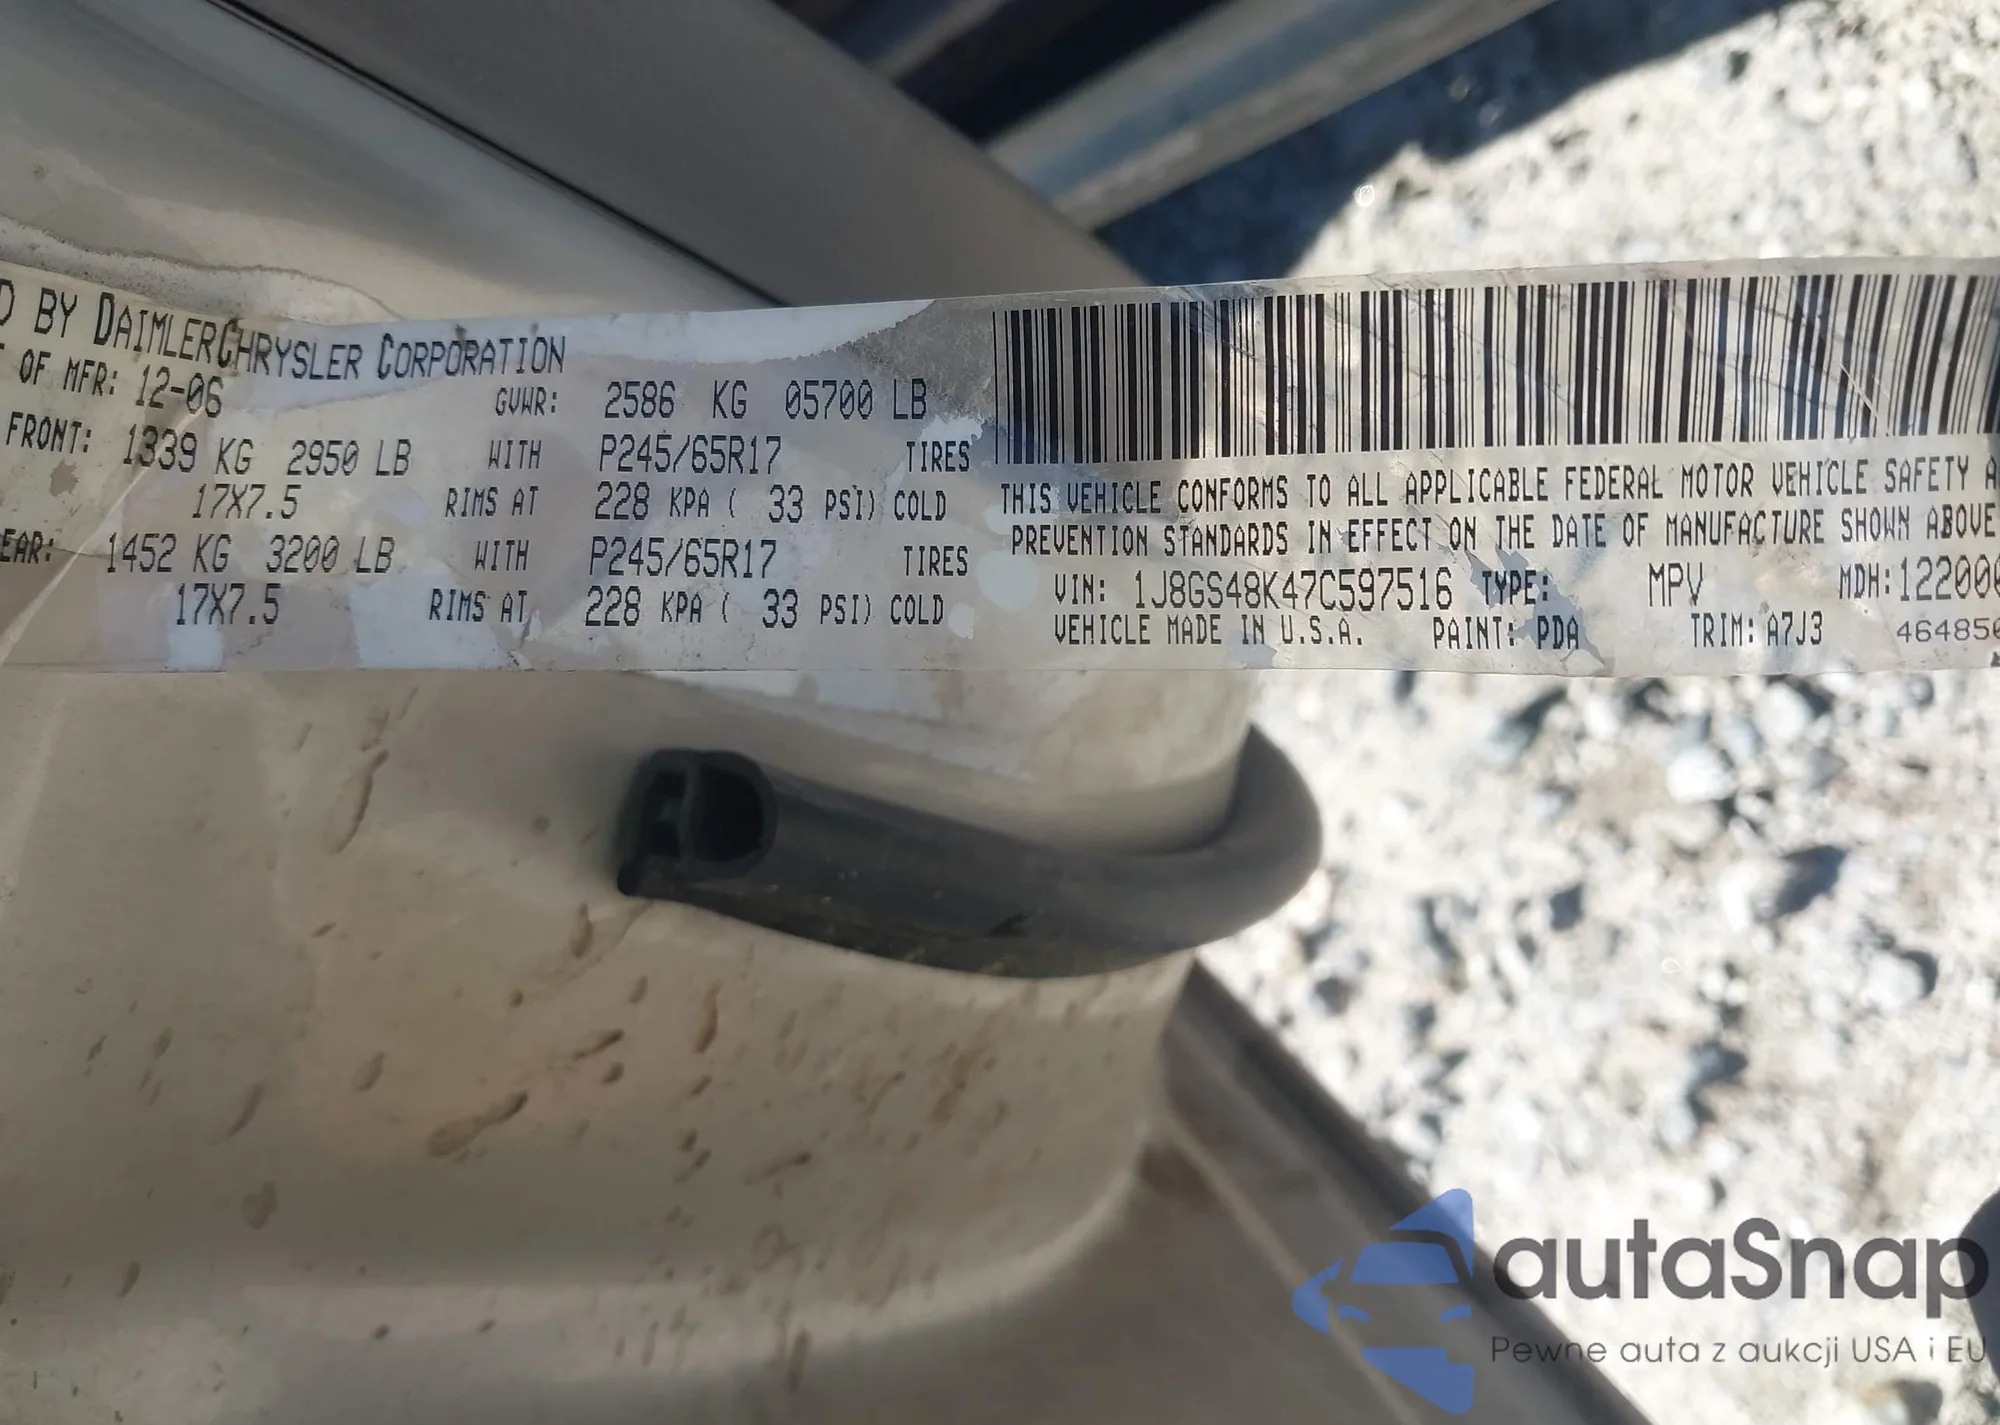 D BY DAIMLERCHRYSLER CORPORATION
OF MFR: 12-06 GVWR: 2586 KG 05700 LB
FRONT: 1339 KG 2950 LB WITH P245/65R17 TIRES
17X7.5 RIMS AT 228 KPA ( 33 PSI) COLD
EAR: 1452 KG 3200 LB WITH P245/65R17 TIRES
17X7.5 RIMS AT 228 KPA ( 33 PSI) COLD
THIS VEHICLE CONFORMS TO ALL APPLICABLE FEDERAL MOTOR VEHICLE SAFETY A
PREVENTION STANDARDS IN EFFECT ON THE DATE OF MANUFACTURE SHOWN ABOVE
VIN: 1J8GS48K47C597516 TYPE: MPV MDH: 122000
VEHICLE MADE IN U.S.A. PAINT: PDA TRIM: A7J3 464850
autaSnap
Pewne auta z aukcji USA i EU